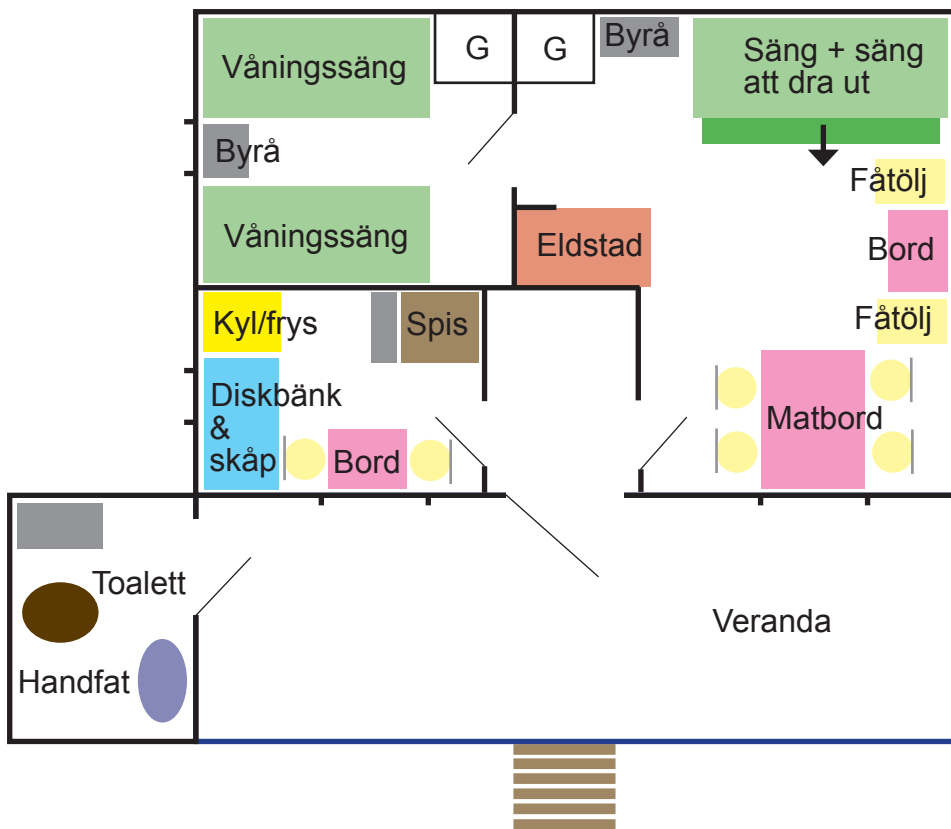 Våningssäng
G
G
Byrå
Säng + säng
att dra ut
Byrå
Fåtölj
Våningssäng
Eldstad
Bord
Kyl/frys
Spis
Fåtölj
Diskbänk
&
skåp
Bord
Matbord
Toalett
Veranda
Handfat